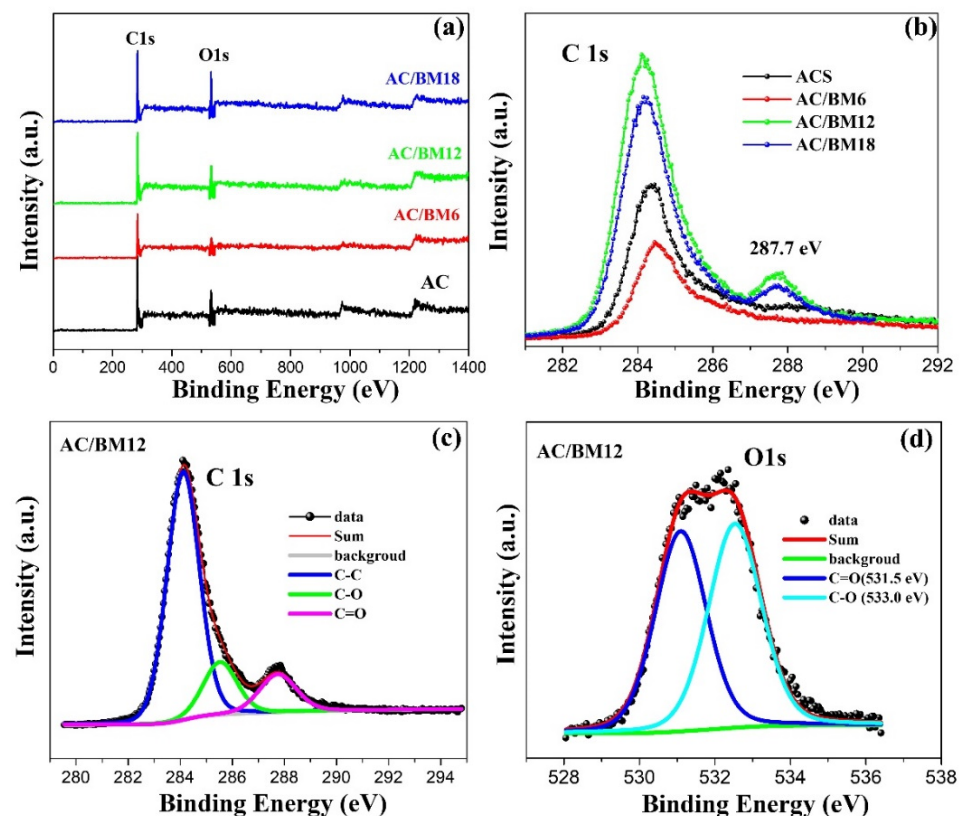 (a)
C1s
O1s
AC/BM18
AC/BM12
AC/BM6
AC
Intensity (a.u.)
0 200 400 600 800 1000 1200 1400
Binding Energy (eV)
(b)
C 1s
ACS
AC/BM6
AC/BM12
AC/BM18
287.7 eV
Intensity (a.u.)
282 284 286 288 290 292
Binding Energy (eV)
AC/BM12
(c)
C 1s
data
Sum
backgroud
C-C
C-O
C=O
Intensity (a.u.)
280 282 284 286 288 290 292 294
Binding Energy (eV)
AC/BM12
(d)
O1s
data
Sum
backgroud
C=O(531.5 eV)
C-O (533.0 eV)
Intensity (a.u.)
526 528 530 532 534 536 538
Binding Energy (eV)